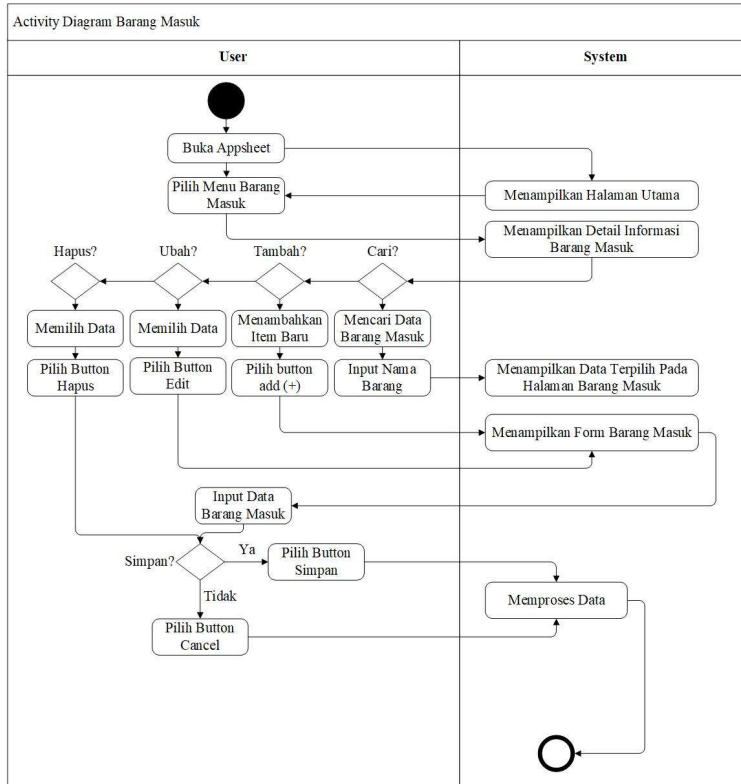 Activity Diagram Barang Masuk
User
System
Buka Appsheet
Pilih Menu Barang
Masuk
Menampilkan Halaman Utama
Menampilkan Detail Informasi
Barang Masuk
Hapus?
Ubah?
Tambah?
Cari?
Memilih Data
Memilih Data
Menambahkan
Item Baru
Mencari Data
Barang Masuk
Pilih Button
Hapus
Pilih Button
Edit
Pilih button
add (+)
Input Nama
Barang
Menampilkan Data Terpilih Pada
Halaman Barang Masuk
Menampilkan Form Barang Masuk
Input Data
Barang Masuk
Simpan?
Ya
Pilih Button
Simpan
Tidak
Memproses Data
Pilih Button
Cancel